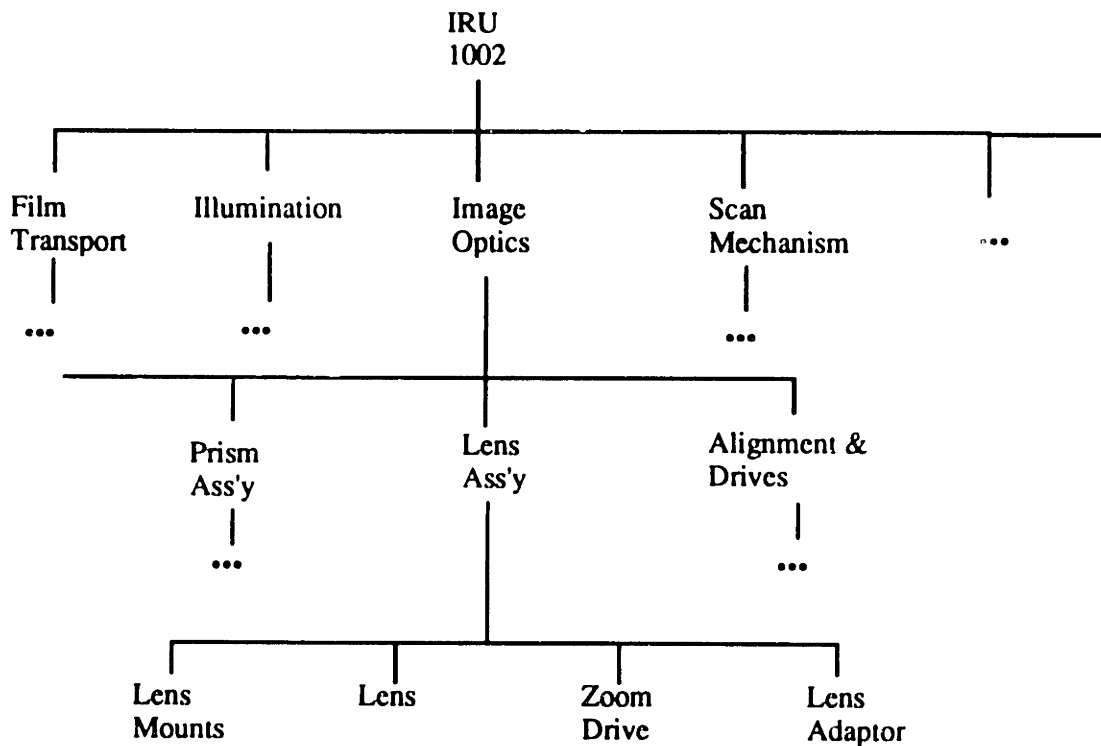 IRU
1002
Film
Transport
Illumination
Image
Optics
Scan
Mechanism
...
...
...
...
Prism
Ass'y
Lens
Ass'y
Alignment &
Drives
...
...
Lens
Mounts
Lens
Zoom
Drive
Lens
Adaptor